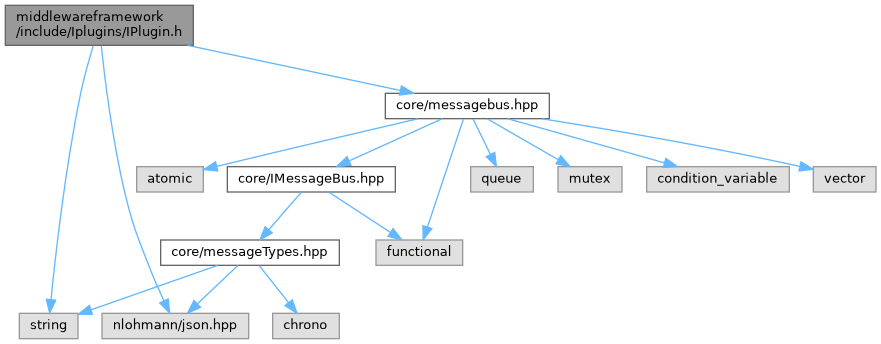 middlewareframework
/include/Iplugins/IPlugin.h
core/messagebus.hpp
atomic
core/IMessageBus.hpp
queue
mutex
condition_variable
vector
core/messageTypes.hpp
functional
string
nlohmann/json.hpp
chrono